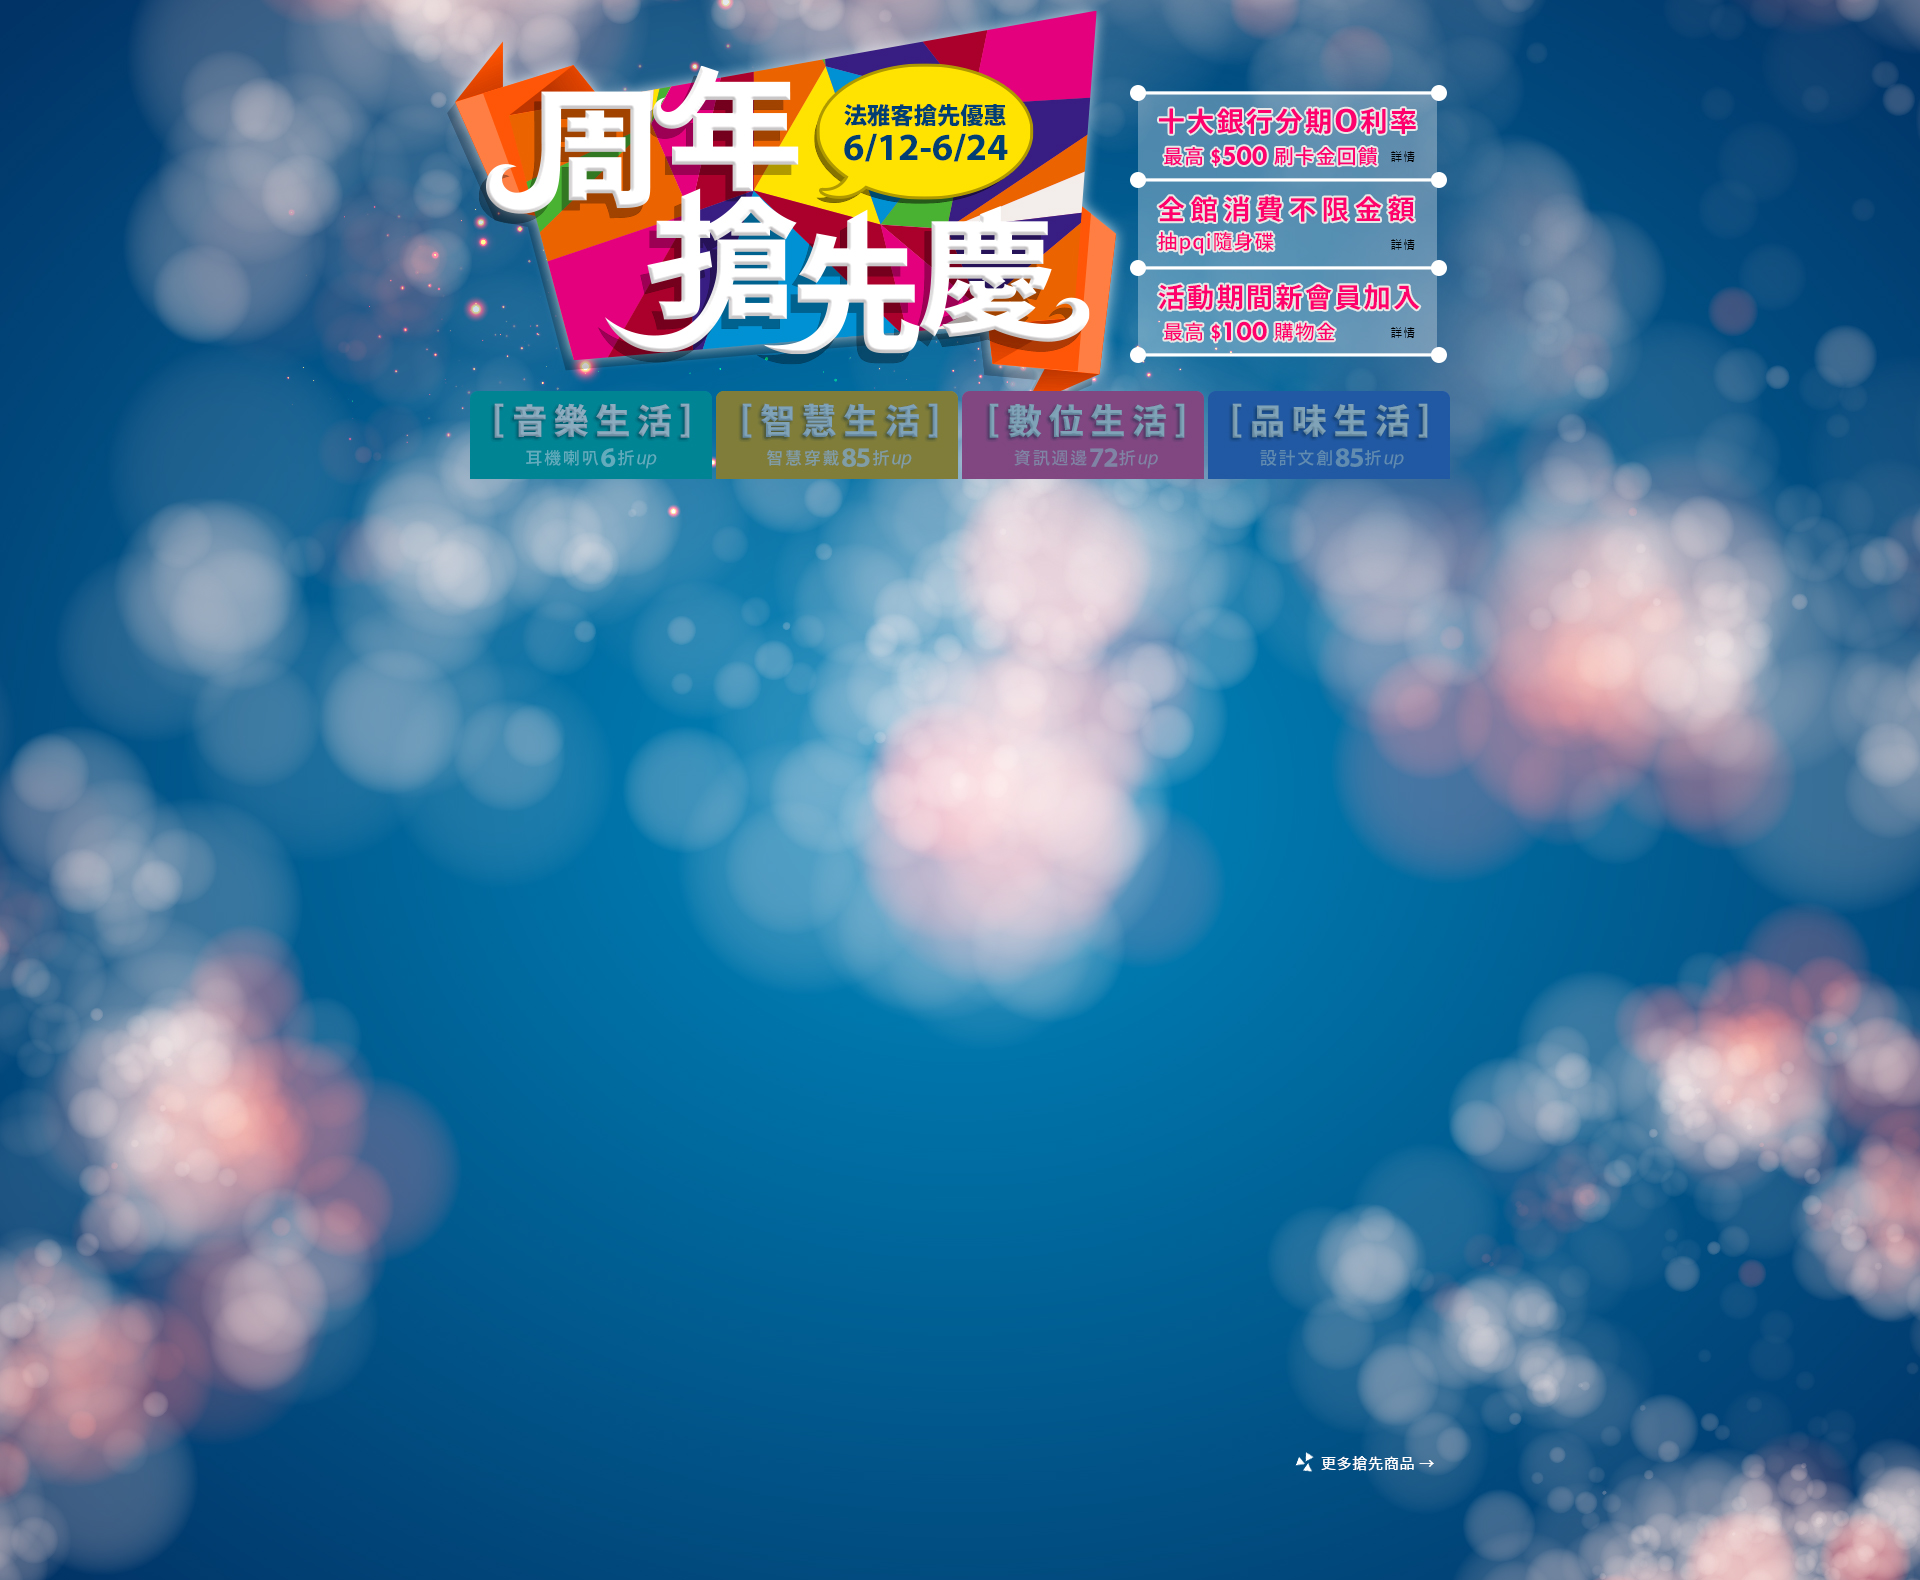 周年
搶先慶
法雅客搶先優惠
6/12-6/24
十大銀行分期0利率
最高 $500 刷卡金回饋 詳情
全館消費不限金額
抽pqi隨身碟 詳情
活動期間新會員加入
最高 $100 購物金 詳情
[音樂生活]
耳機喇叭6折up
[智慧生活]
智慧穿戴85折up
[數位生活]
資訊週邊72折up
[品味生活]
設計文創85折up
更多搶先商品→